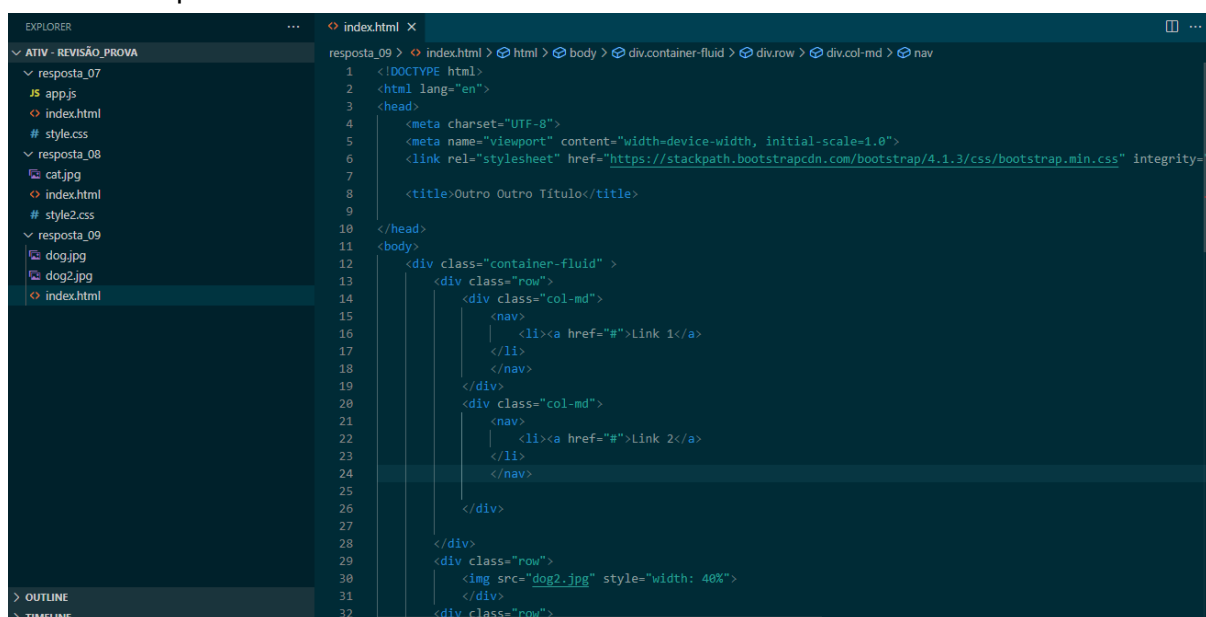 EXPLORER ···
ATIV - REVISÃO_PROVA
resposta_07
JS app.js
<> index.html
# style.css
resposta_08
cat.jpg
<> index.html
# style2.css
resposta_09
dog.jpg
dog2.jpg
<> index.html
OUTLINE
TIMELINE
<> index.html × ···
resposta_09 > <> index.html > html > body > div.container-fluid > div.row > div.col-md > nav
1 <!DOCTYPE html>
2 <html lang="en">
3 <head>
4 <meta charset="UTF-8">
5 <meta name="viewport" content="width=device-width, initial-scale=1.0">
6 <link rel="stylesheet" href="https://stackpath.bootstrapcdn.com/bootstrap/4.1.3/css/bootstrap.min.css" integrity=
7
8 <title>Outro Outro Título</title>
9
10 </head>
11 <body>
12 <div class="container-fluid" >
13 <div class="row">
14 <div class="col-md">
15 <nav>
16 <li><a href="#">Link 1</a>
17 </li>
18 </nav>
19 </div>
20 <div class="col-md">
21 <nav>
22 <li><a href="#">Link 2</a>
23 </li>
24 </nav>
25
26 </div>
27
28 </div>
29 <div class="row">
30 <img src="dog2.jpg" style="width: 40%">
31 </div>
32 <div class="row">